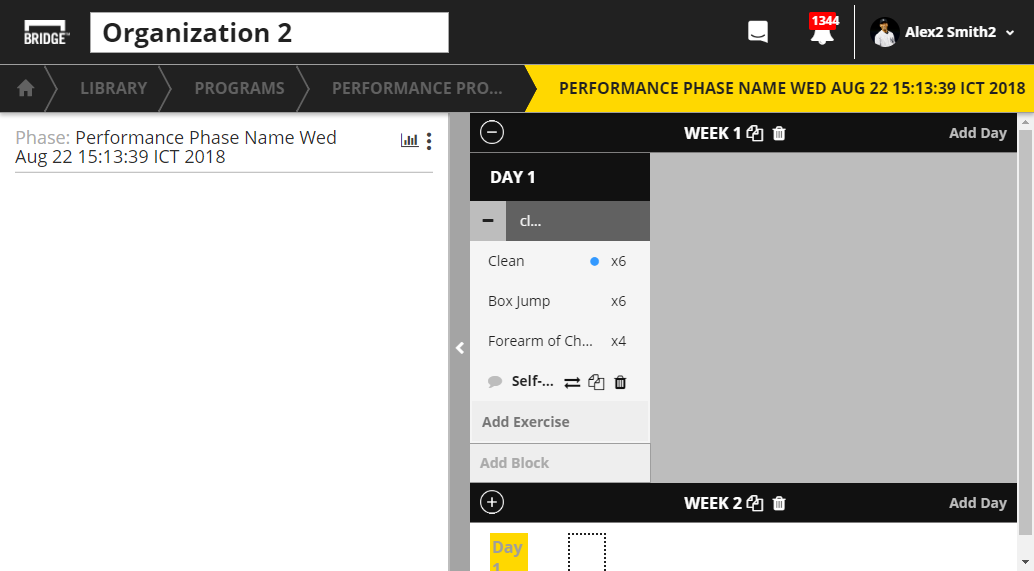 BRIDGE™
Organization 2
1344
Alex2 Smith2
LIBRARY
PROGRAMS
PERFORMANCE PRO...
PERFORMANCE PHASE NAME WED AUG 22 15:13:39 ICT 2018
Phase: Performance Phase Name Wed
Aug 22 15:13:39 ICT 2018
WEEK 1
Add Day
DAY 1
cl...
Clean x6
Box Jump x6
Forearm of Ch... x4
Self-...
Add Exercise
Add Block
WEEK 2
Add Day
Day
1